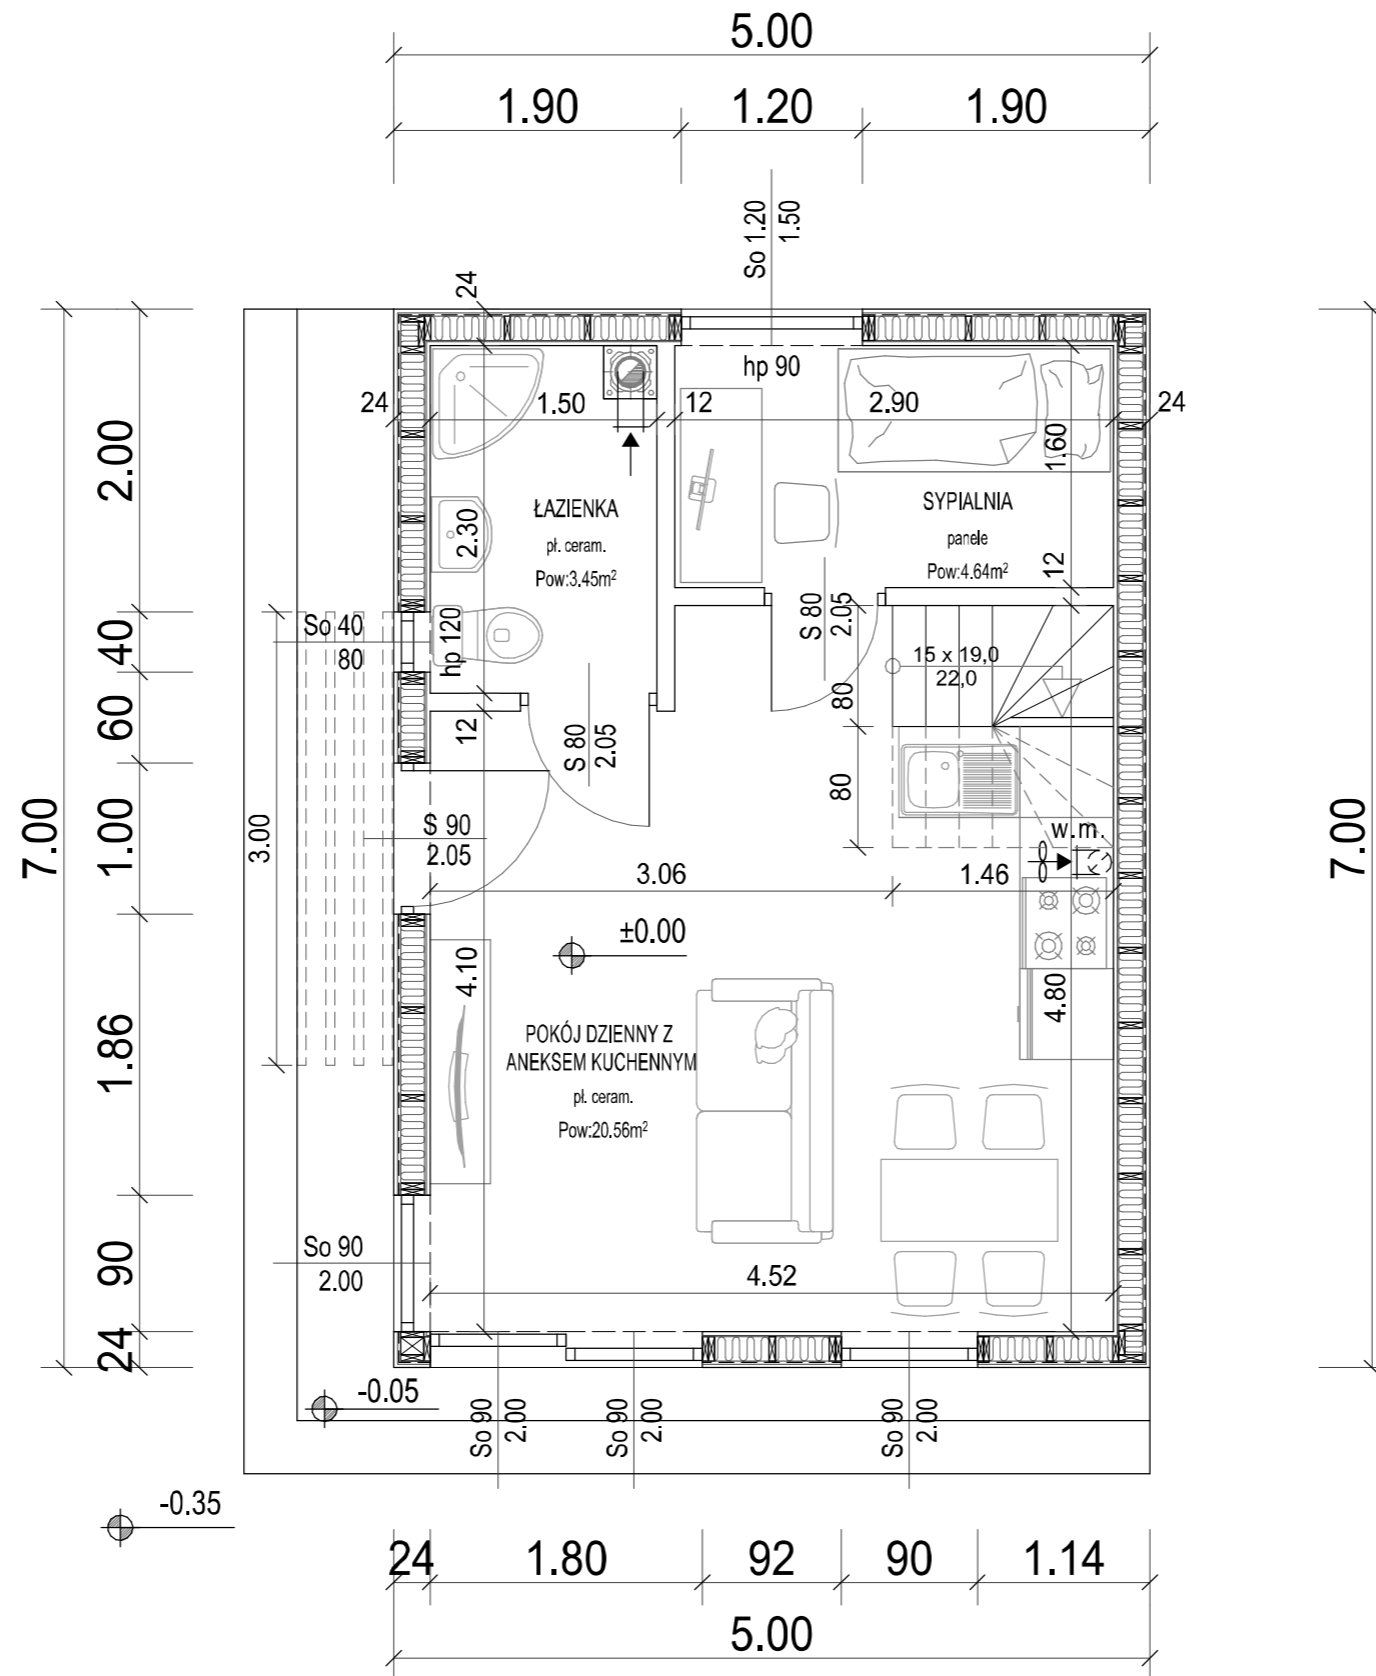 5.00
1.90 1.20 1.90
So 1.20
1.50
24
hp 90
24 1.50 12 2.90 24
1.60
2.00
ŁAZIENKA
pł. ceram.
Pow:3.45m²
2.30
SYPIALNIA
panele
Pow:4.64m²
12
S 80
2.05
So 40
80
hp 120
40
15 x 19,0
22,0
80
60
12
S 80
2.05
80
7.00
1.00
3.00
S 90
2.05
w.m.
7.00
3.06 1.46
±0.00
4.10
4.80
1.86
POKÓJ DZIENNY Z
ANEKSEM KUCHENNYM
pł. ceram.
Pow:20.56m²
So 90
2.00
90
4.52
24
-0.05
So 90
2.00
So 90
2.00
So 90
2.00
-0.35
24 1.80 92 90 1.14
5.00